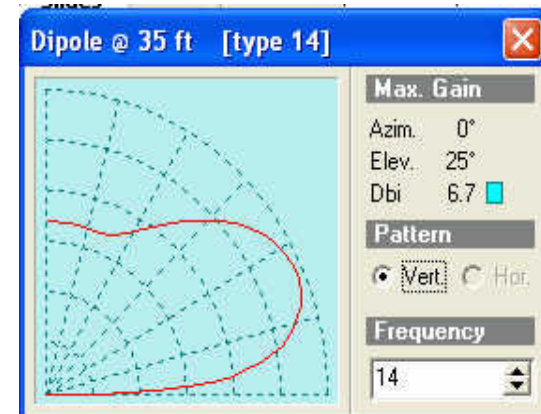 Dipole @ 35 ft [type 14]
Max. Gain
Azim. 0°
Elev. 25°
Dbi 6.7
Pattern
Vert. Hor.
Frequency
14